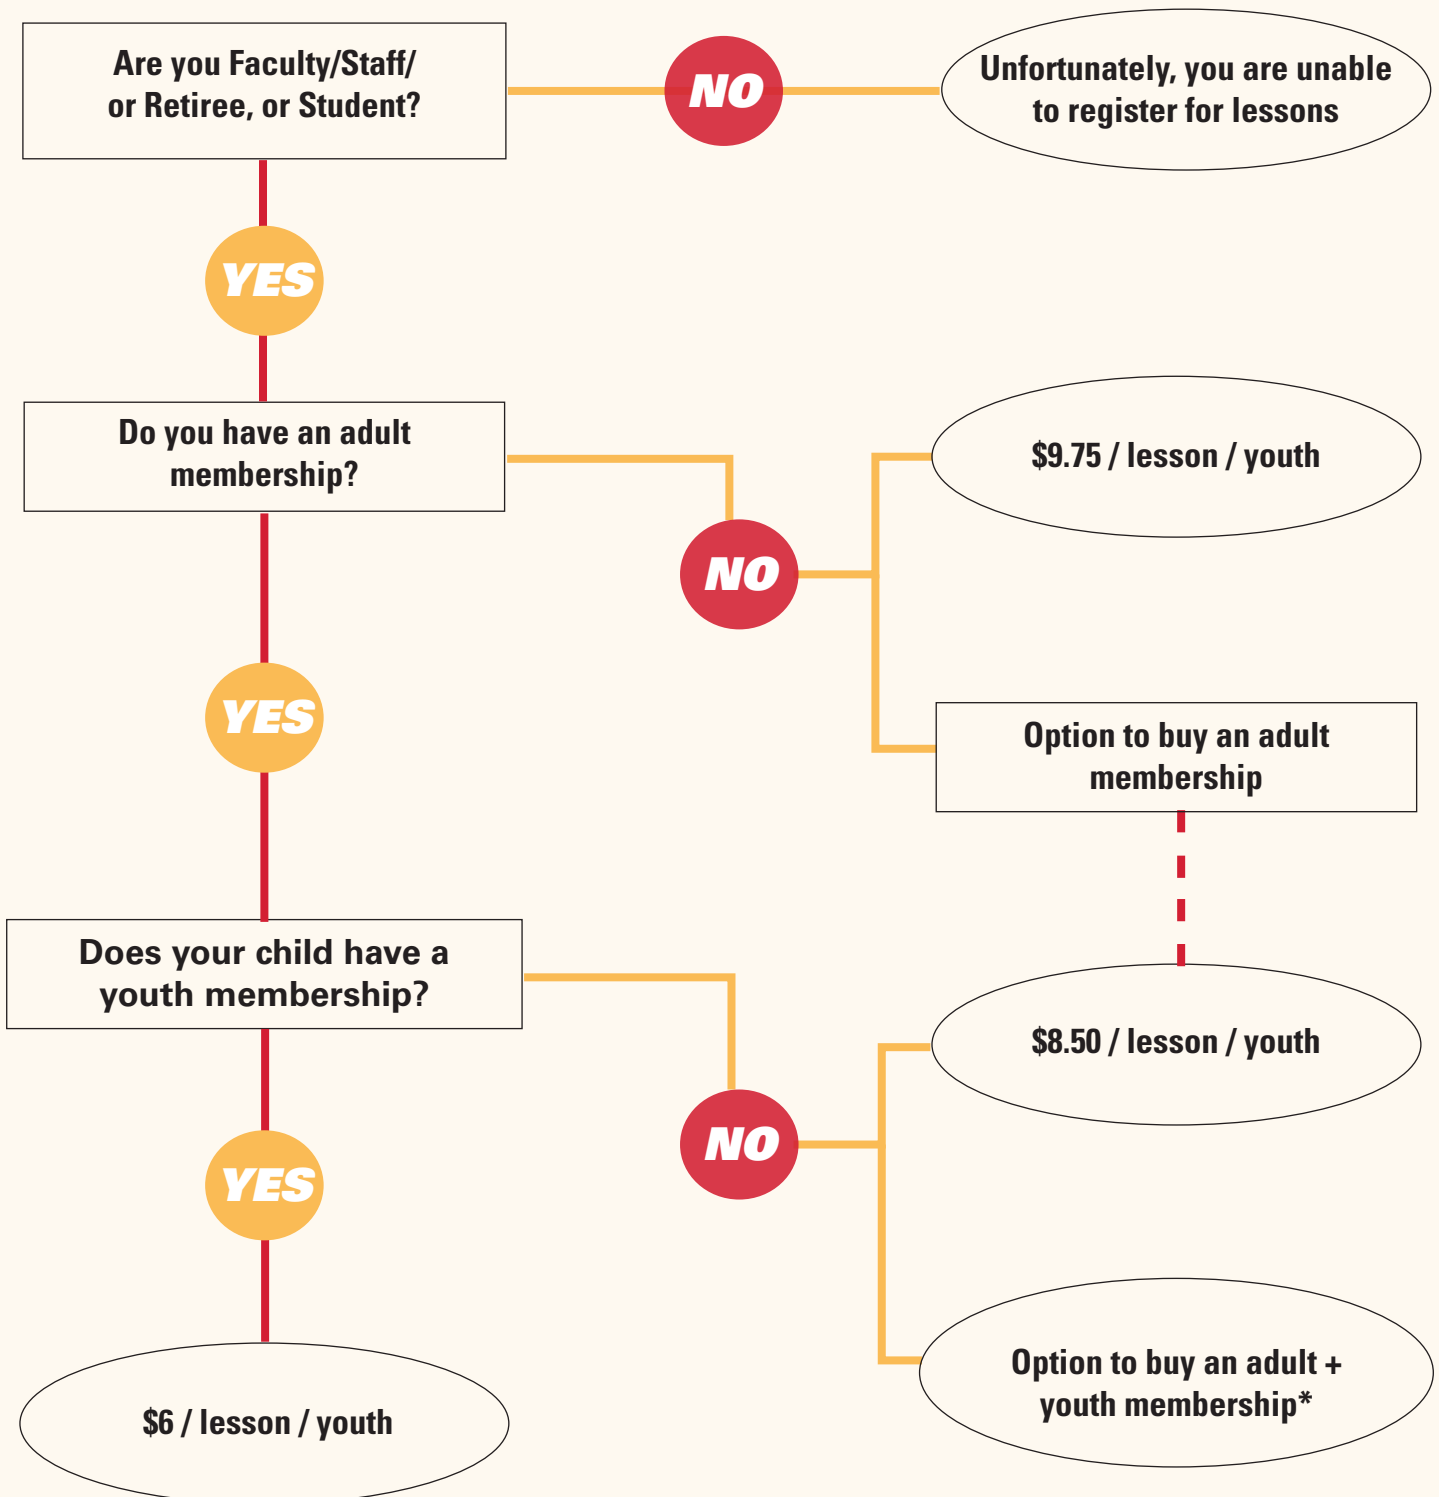 Are you Faculty/Staff/
or Retiree, or Student?
NO
Unfortunately, you are unable
to register for lessons
YES
Do you have an adult
membership?
$9.75 / lesson / youth
NO
YES
Option to buy an adult
membership
Does your child have a
youth membership?
$8.50 / lesson / youth
NO
YES
Option to buy an adult +
youth membership*
$6 / lesson / youth